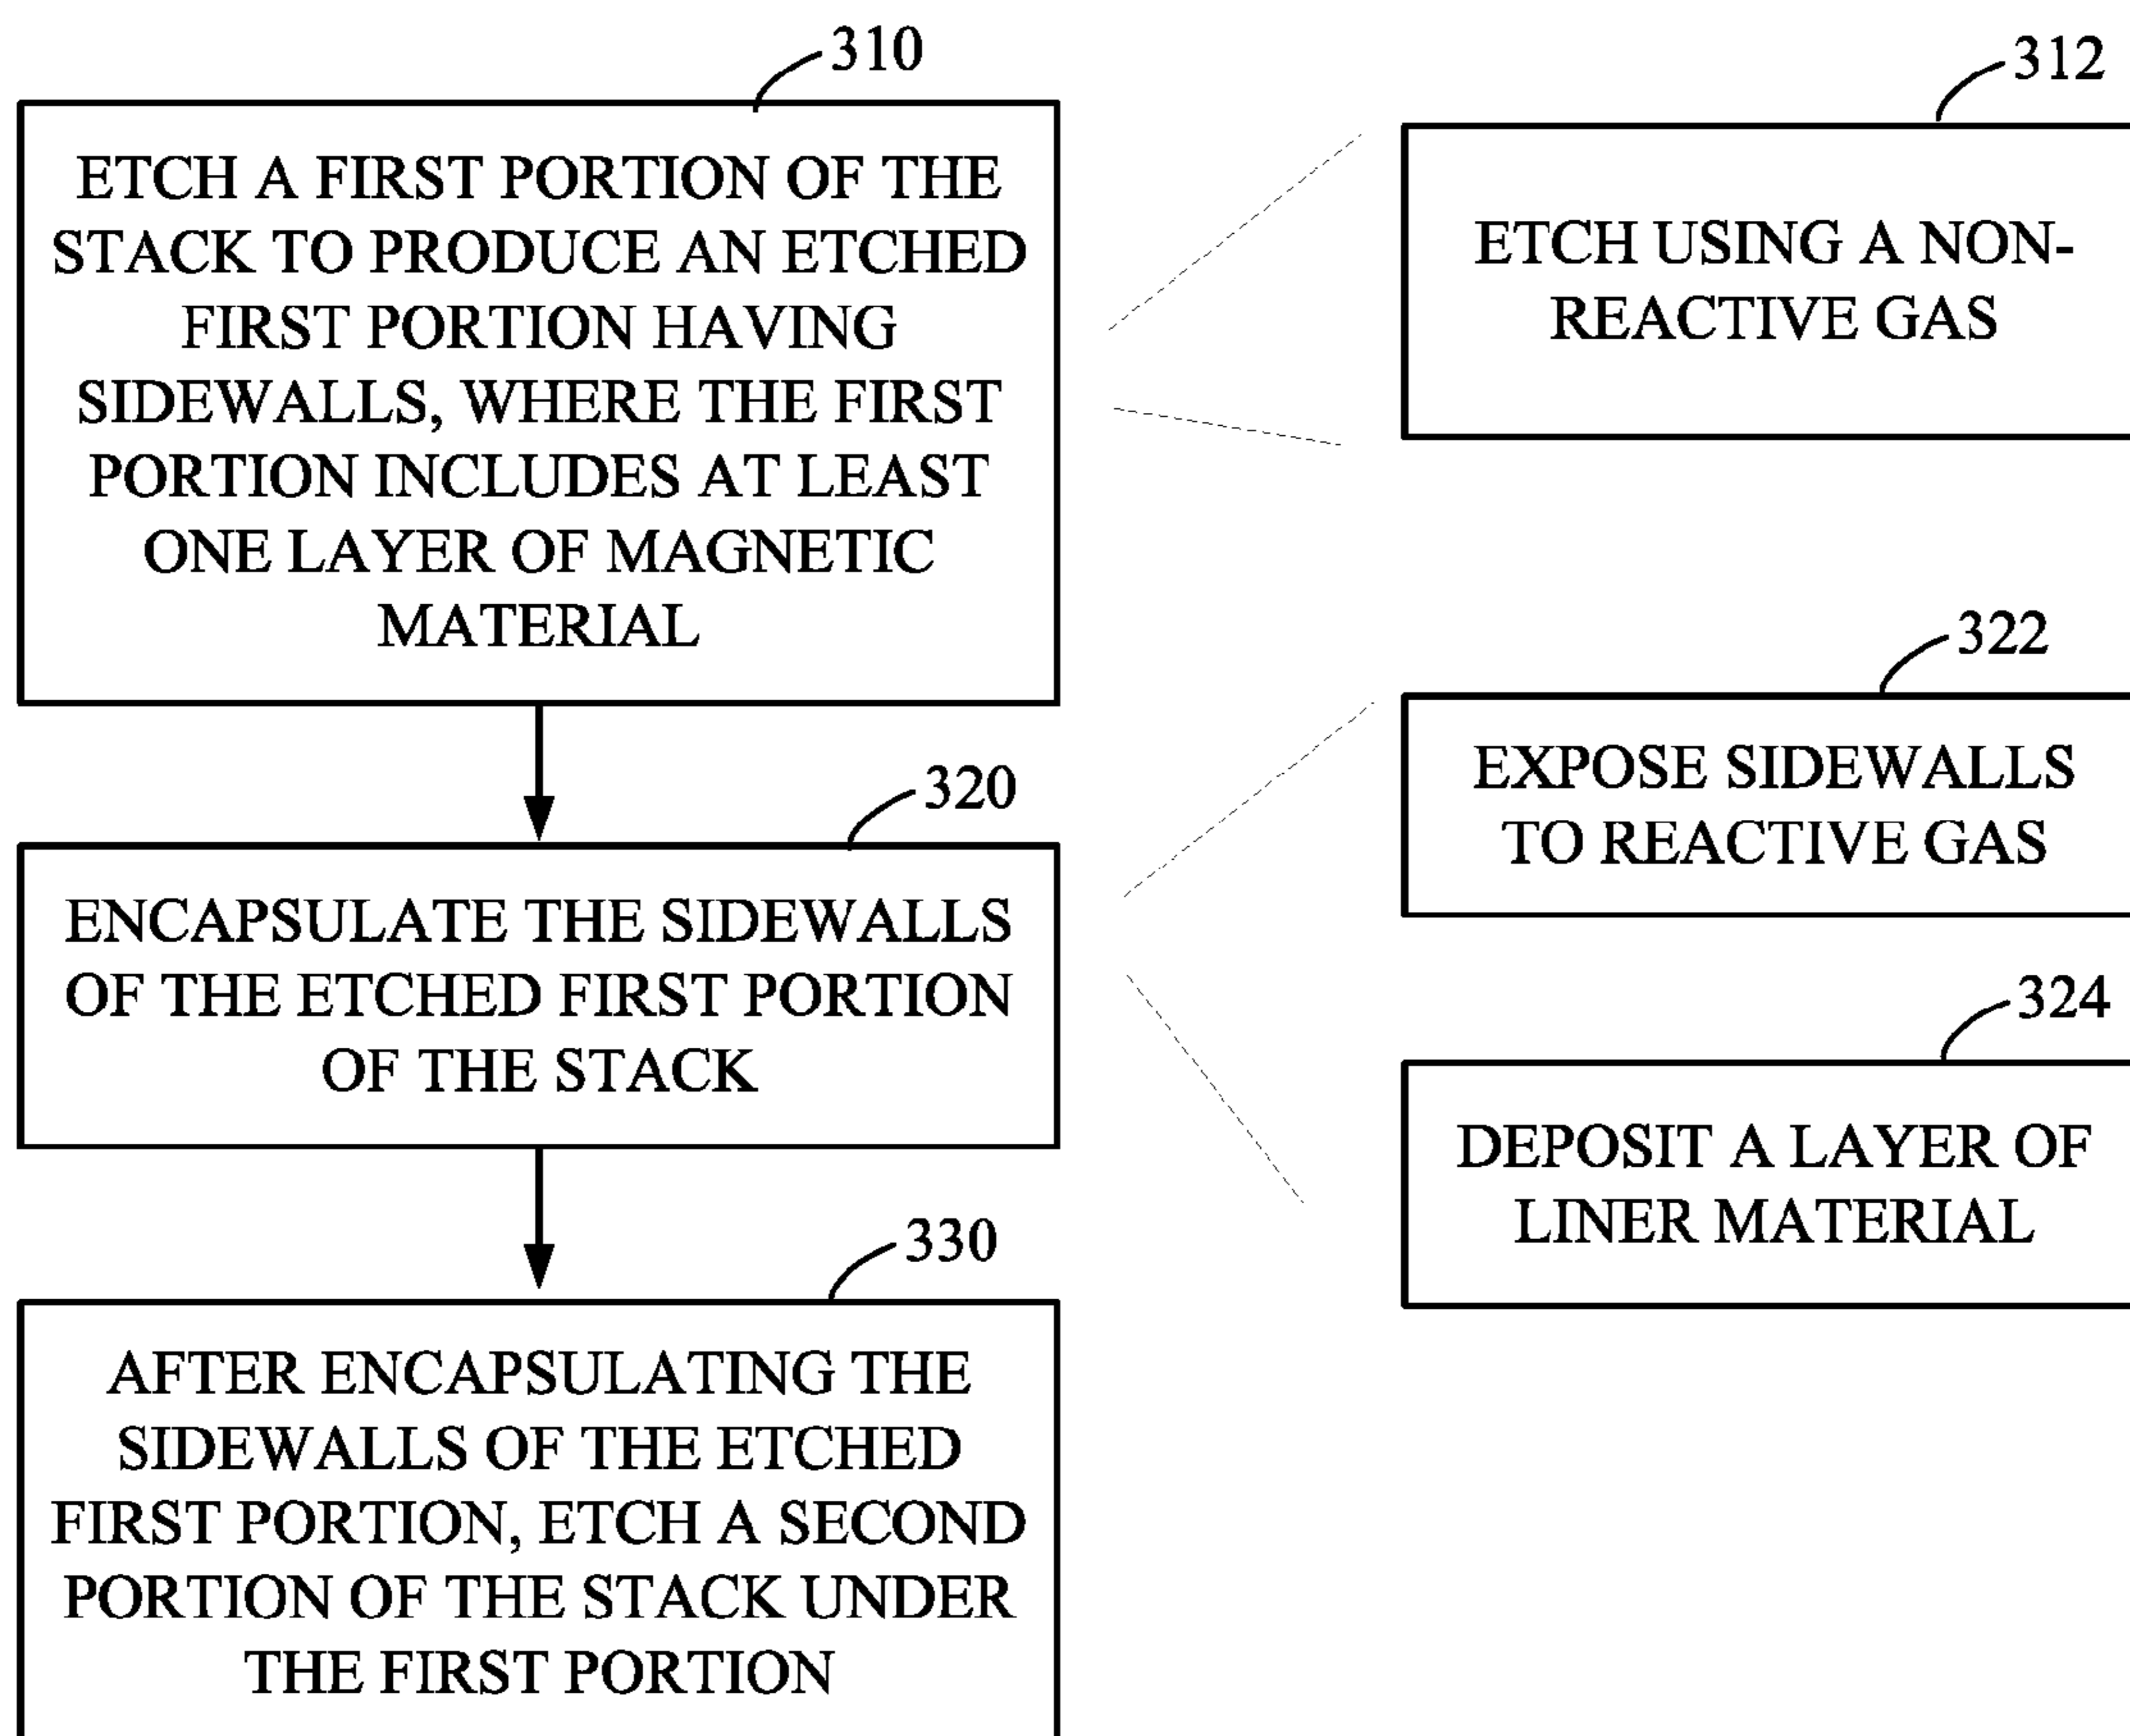 310
ETCH A FIRST PORTION OF THE
STACK TO PRODUCE AN ETCHED
FIRST PORTION HAVING
SIDEWALLS, WHERE THE FIRST
PORTION INCLUDES AT LEAST
ONE LAYER OF MAGNETIC
MATERIAL
312
ETCH USING A NON-
REACTIVE GAS
320
ENCAPSULATE THE SIDEWALLS
OF THE ETCHED FIRST PORTION
OF THE STACK
322
EXPOSE SIDEWALLS
TO REACTIVE GAS
324
DEPOSIT A LAYER OF
LINER MATERIAL
330
AFTER ENCAPSULATING THE
SIDEWALLS OF THE ETCHED
FIRST PORTION, ETCH A SECOND
PORTION OF THE STACK UNDER
THE FIRST PORTION